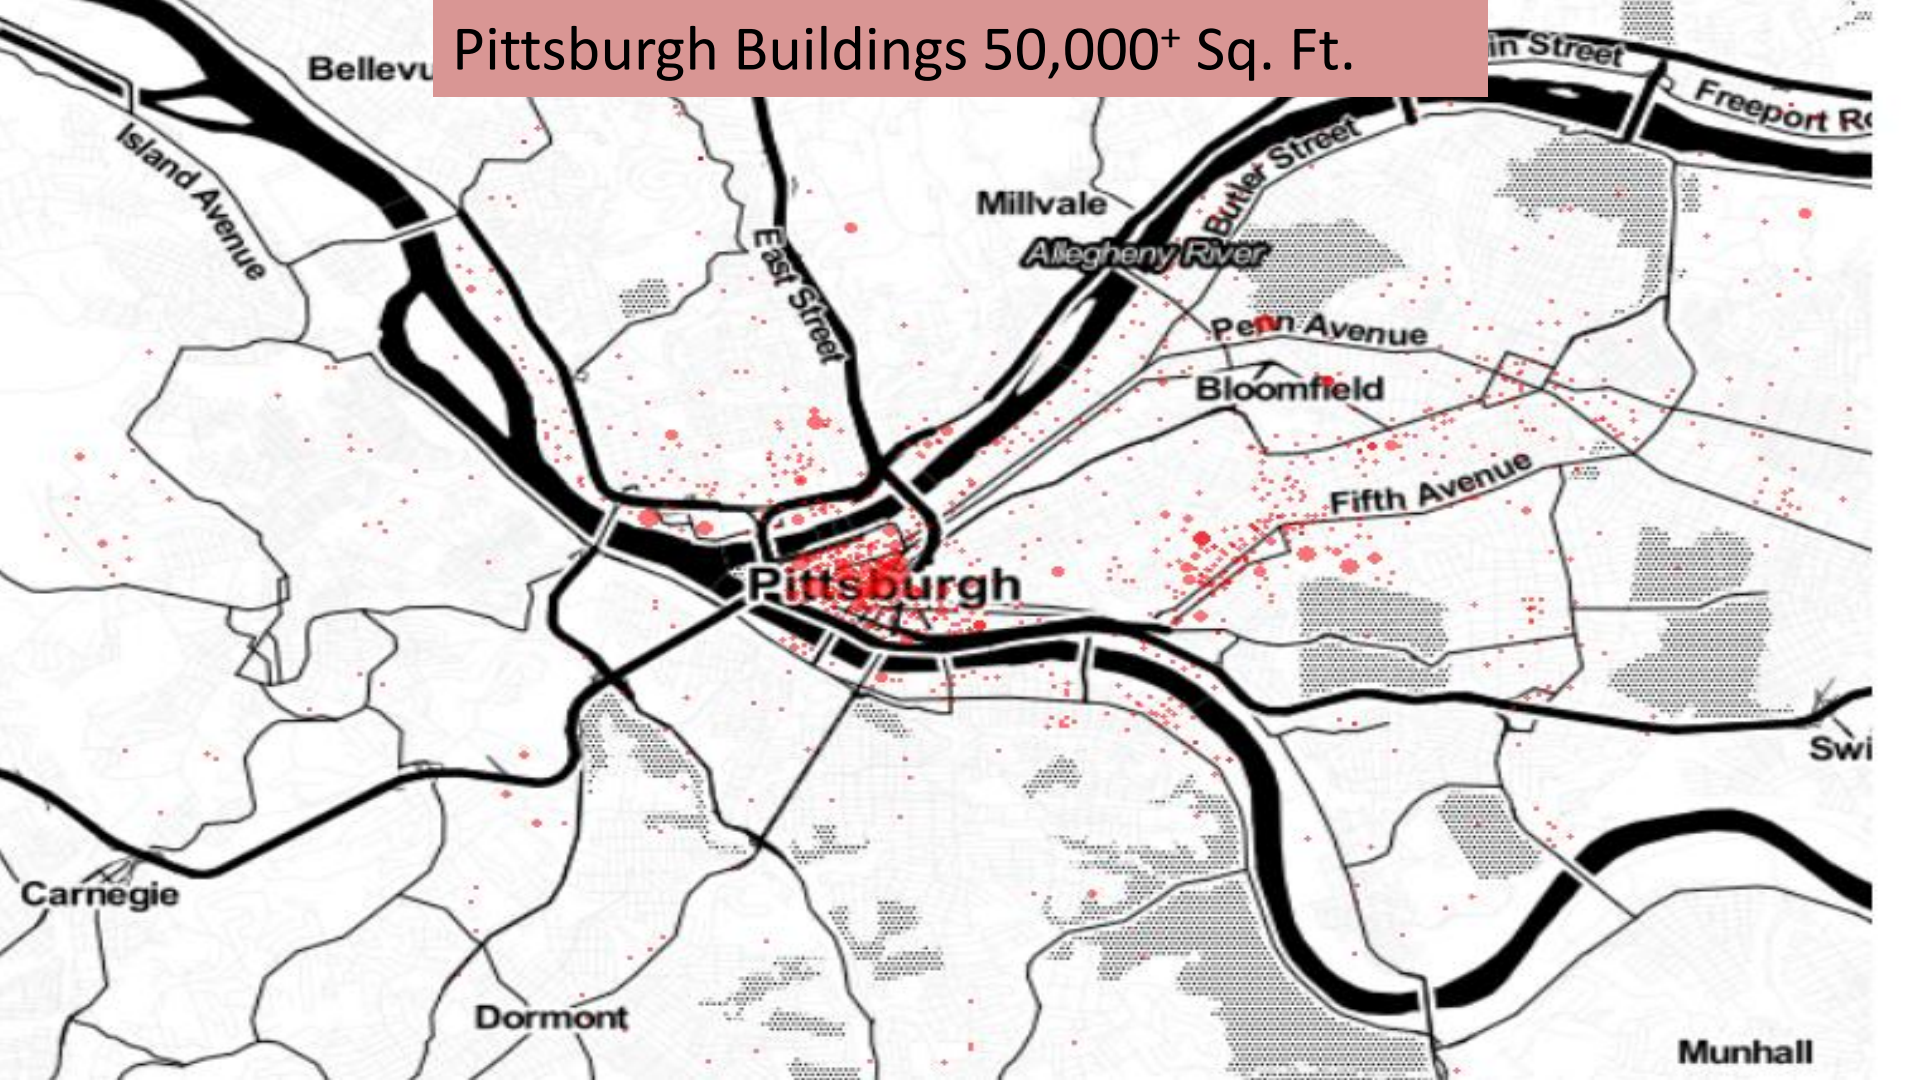 Pittsburgh Buildings 50,000+ Sq. Ft.
Bellevu
in Street
Freeport R
Island Avenue
Butler Street
Millvale
Allegheny River
East Street
Penn Avenue
Bloomfield
Fifth Avenue
Pittsburgh
Swi
Carnegie
Dormont
Munhall